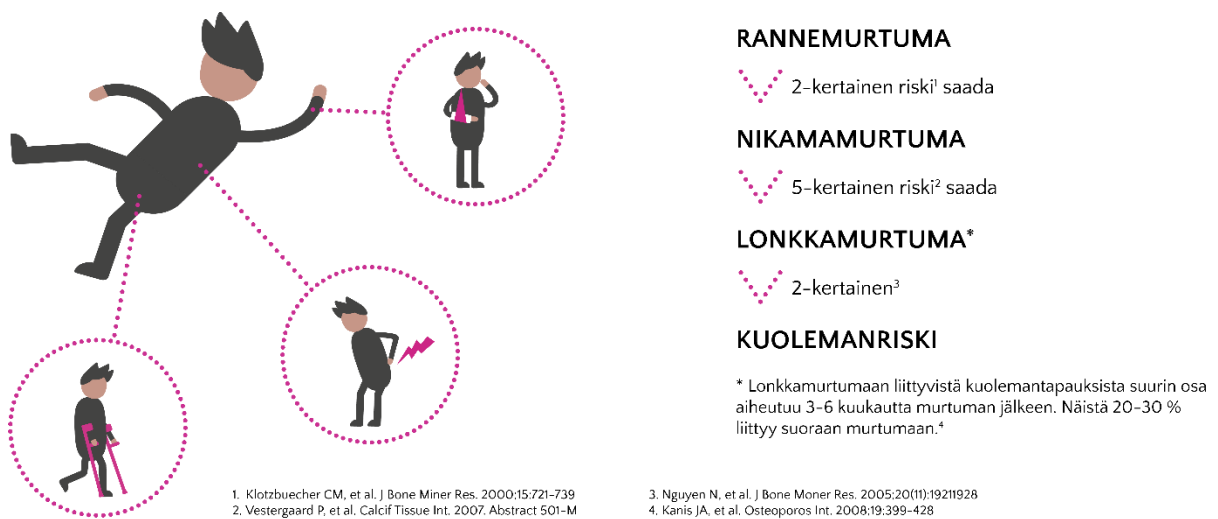 RANNEMURTUMA
2-kertainen riski¹ saada
NIKAMAMURTUMA
5-kertainen riski² saada
LONKKAMURTUMA*
2-kertainen³
KUOLEMANRISKI
* Lonkkamurtumaan liittyvistä kuolemantapauksista suurin osa
aiheutuu 3-6 kuukautta murtuman jälkeen. Näistä 20-30 %
liittyy suoraan murtumaan.⁴
1. Klotzbuecher CM, et al. J Bone Miner Res. 2000;15:721-739
2. Vestergaard P, et al. Calcif Tissue Int. 2007. Abstract 501-M
3. Nguyen N, et al. J Bone Moner Res. 2005;20(11):19211928
4. Kanis JA, et al. Osteoporos Int. 2008;19:399-428